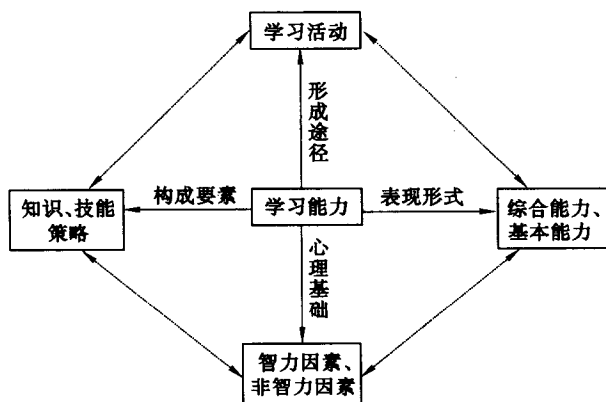 学习活动
形成途径
知识、技能
策略
构成要素
学习能力
表现形式
综合能力、
基本能力
心理基础
智力因素、
非智力因素